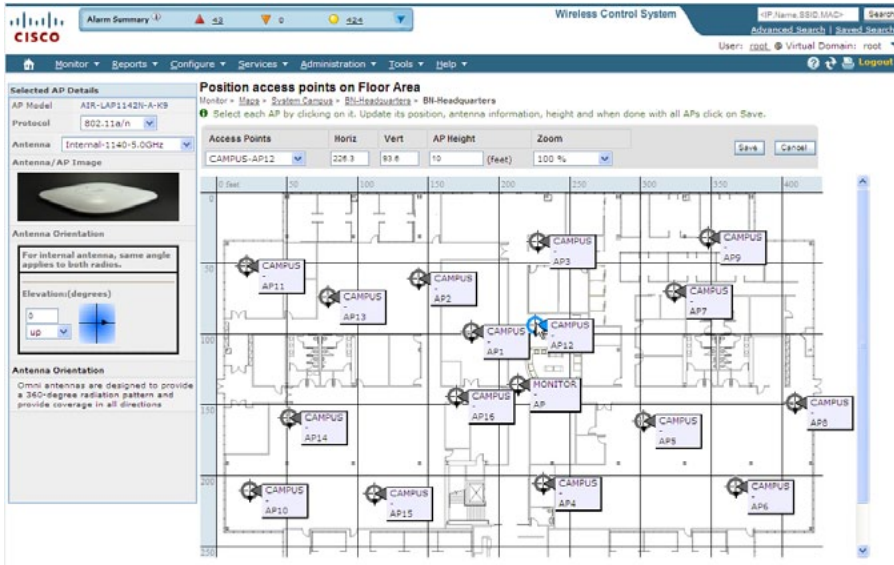 Alarm Summary
43
0
424
Wireless Control System
<IP,Name,SSID,MAC>
Search
Advanced Search | Saved Search
CISCO
User: root @ Virtual Domain: root
Monitor Reports Configure Services Administration Tools Help
Logout
Selected AP Details
AP Model AIR-LAP1142N-A-K9
Protocol 802.11a/n
Antenna Internal-1140-5.0GHz
Antenna/AP Image
Antenna Orientation
For internal antenna, same angle
applies to both radios.
Elevation:(degrees)
0
up
Antenna Orientation
Omni antennas are designed to provide
a 360-degree radiation pattern and
provide coverage in all directions
Position access points on Floor Area
Monitor > Maps > System Campus > BN-Headquarters > BN-Headquarters
Select each AP by clicking on it. Update its position, antenna information, height and when done with all APs click on Save.
Access Points Horiz Vert AP Height Zoom
CAMPUS-AP12 226.3 93.6 10 (feet) 100 %
Save Cancel
0 feet 50 100 150 200 250 300 350 400
0
50
100
150
200
250
CAMPUS
-
AP3
CAMPUS
-
AP9
CAMPUS
-
AP11
CAMPUS
-
AP2
CAMPUS
-
AP13
CAMPUS
-
AP7
CAMPUS
-
AP1
CAMPUS
-
AP12
MONITOR
-
AP
CAMPUS
-
AP16
CAMPUS
-
AP8
CAMPUS
-
AP14
CAMPUS
-
AP5
CAMPUS
-
AP10
CAMPUS
-
AP15
CAMPUS
-
AP4
CAMPUS
-
AP6